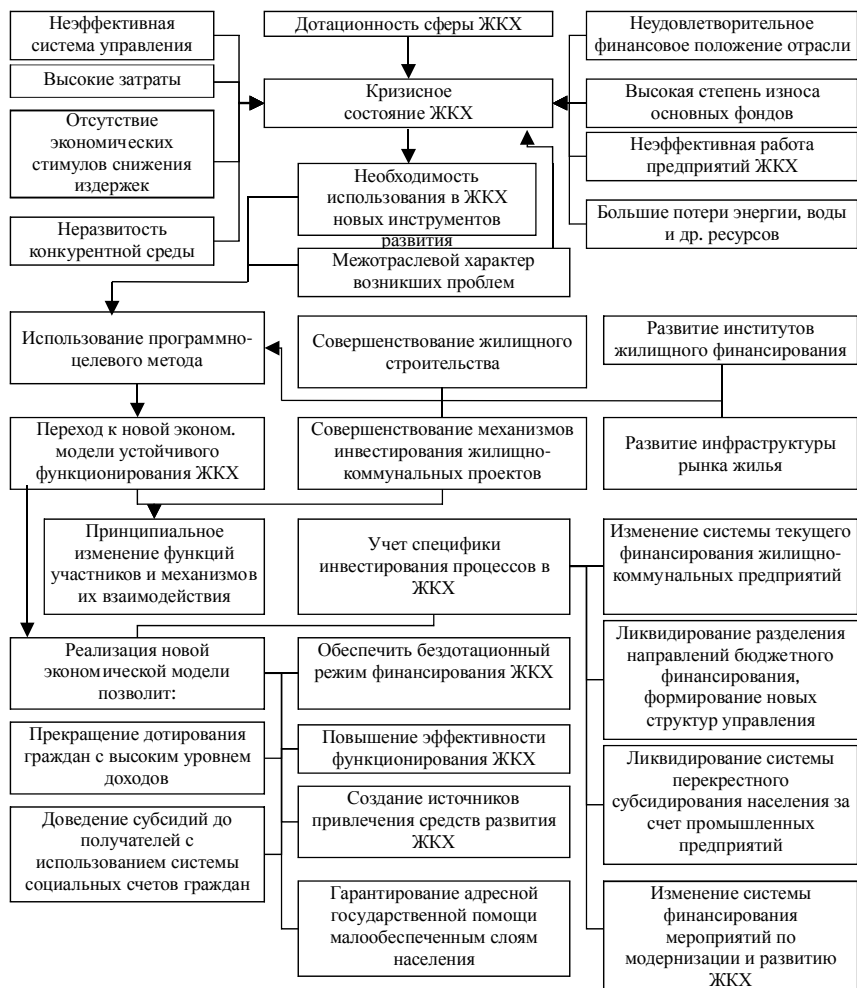 Неэффективная
система управления
Дотационность сферы ЖКХ
Неудовлетворительное
финансовое положение отрасли
Высокие затраты
Кризисное
состояние ЖКХ
Высокая степень износа
основных фондов
Отсутствие
экономических
стимулов снижения
издержек
Неэффективная работа
предприятий ЖКХ
Необходимость
использования в ЖКХ
новых инструментов
развития
Неразвитость
конкурентной среды
Большие потери энергии, воды
и др. ресурсов
Межотраслевой характер
возникших проблем
Использование программно-
целевого метода
Совершенствование жилищного
строительства
Развитие институтов
жилищного финансирования
Переход к новой эконом.
модели устойчивого
функционирования ЖКХ
Совершенствование механизмов
инвестирования жилищно-
коммунальных проектов
Развитие инфраструктуры
рынка жилья
Принципиальное
изменение функций
участников и механизмов
их взаимодействия
Учет специфики
инвестирования процессов в
ЖКХ
Изменение системы текущего
финансирования жилищно-
коммунальных предприятий
Реализация новой
экономической модели
позволит:
Обеспечить бездотационный
режим финансирования ЖКХ
Ликвидирование разделения
направлений бюджетного
финансирования,
формирование новых
структур управления
Прекращение дотирования
граждан с высоким уровнем
доходов
Повышение эффективности
функционирования ЖКХ
Ликвидирование системы
перекрестного
субсидирования населения за
счет промышленных
предприятий
Создание источников
привлечения средств развития
ЖКХ
Доведение субсидий до
получателей с
использованием системы
социальных счетов граждан
Гарантирование адресной
государственной помощи
малообеспеченным слоям
населения
Изменение системы
финансирования
мероприятий по
модернизации и развитию
ЖКХ